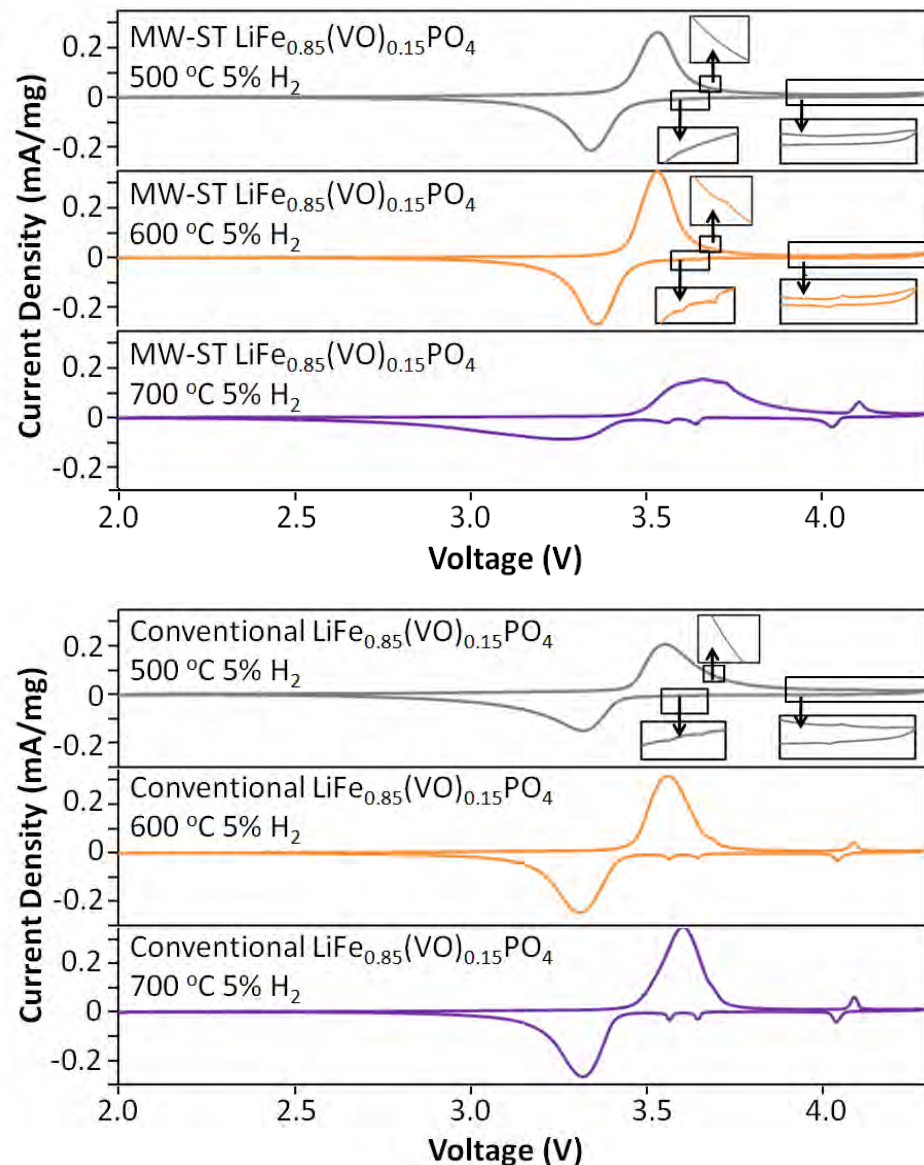 MW-ST LiFe0.85(VO)0.15PO4
500 oC 5% H2
0.2
0
-0.2
MW-ST LiFe0.85(VO)0.15PO4
600 oC 5% H2
0.2
0
-0.2
MW-ST LiFe0.85(VO)0.15PO4
700 oC 5% H2
0.2
0
-0.2
Current Density (mA/mg)
2.0 2.5 3.0 3.5 4.0
Voltage (V)
Conventional LiFe0.85(VO)0.15PO4
500 oC 5% H2
0.2
0
-0.2
Conventional LiFe0.85(VO)0.15PO4
600 oC 5% H2
0.2
0
-0.2
Conventional LiFe0.85(VO)0.15PO4
700 oC 5% H2
0.2
0
-0.2
Current Density (mA/mg)
2.0 2.5 3.0 3.5 4.0
Voltage (V)